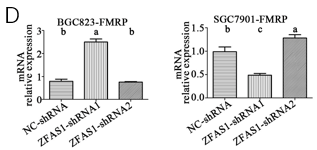 D
BGC823-FMRP
mRNA
relative expression
3
2
1
0
b
a
b
NC-shRNA
ZFAS1-shRNA1
ZFAS1-shRNA2
SGC7901-FMRP
mRNA
relative expression
1.5
1.0
0.5
0.0
b
c
a
NC-shRNA
ZFAS1-shRNA1
ZFAS1-shRNA2